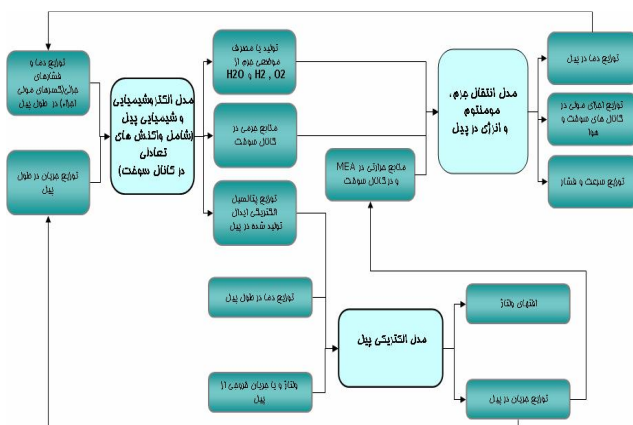 توزیع دما و
فشارهای
جزئی(کسرهای مولی
اجزاء) در طول پیل
توزیع جریان در طول
پیل
مدل الکتروشیمیایی
و شیمیایی پیل
(شامل واکنش های
تعادلی
در کانال سوخت)
تولید یا مصرف
موضعی جرم از
H2O و H2 , O2
منابع جرمی در
کانال سوخت
توزیع پتانسیل
الکتریکی ایدآل
تولید شده در پیل
توزیع دما در طول پیل
ولتاژ و یا جریان خروجی از
پیل
منابع حرارتی در MEA
و در کانال سوخت
مدل انتقال جرم،
مومنتوم
و انرژی در پیل
مدل الکتریکی پیل
توزیع دما در پیل
توزیع اجزای مولی در
کانال های سوخت و
هوا
توزیع سرعت و فشار
افتهای ولتاژ
توزیع جریان در پیل